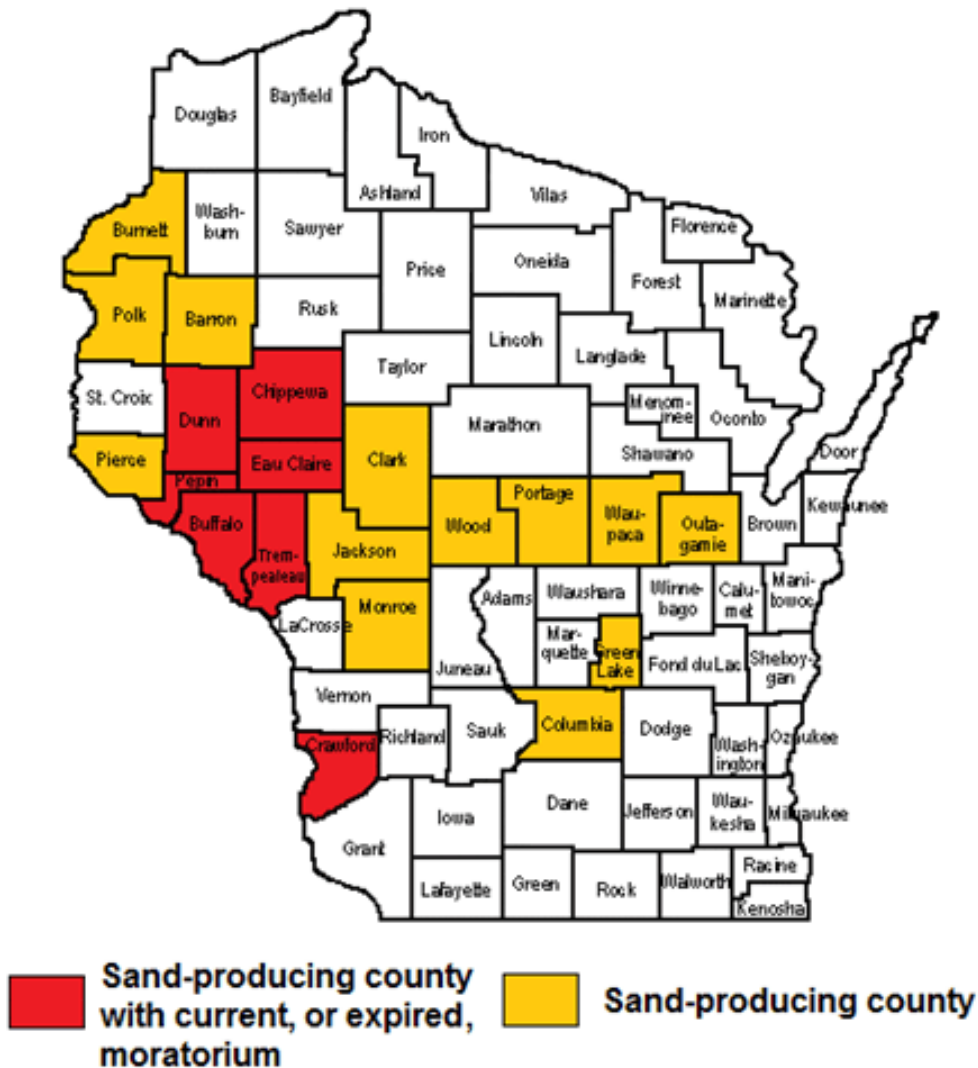 Douglas
Bayfield
Iron
Ashland
Vilas
Burnett
Wash-
burn
Sawyer
Florence
Price
Oneida
Forest
Marinette
Polk
Barron
Rusk
Lincoln
Langlade
Taylor
St. Croix
Chippewa
Dunn
Menom-
inee
Oconto
Marathon
Pierce
Eau Claire
Clark
Shawano
Door
Pepin
Buffalo
Trem-
pealeau
Jackson
Wood
Portage
Wau-
paca
Outa-
gamie
Brown
Kewaunee
LaCrosse
Monroe
Juneau
Adams
Waushara
Winne-
bago
Calu-
met
Mani-
towoc
Mar-
quette
Green
Lake
Fond du Lac
Sheboy-
gan
Vernon
Crawford
Richland
Sauk
Columbia
Dodge
Wash-
ington
Ozaukee
Grant
Iowa
Dane
Jefferson
Wau-
kesha
Milwaukee
Lafayette
Green
Rock
Walworth
Racine
Kenosha
Sand-producing county
with current, or expired,
moratorium
Sand-producing county